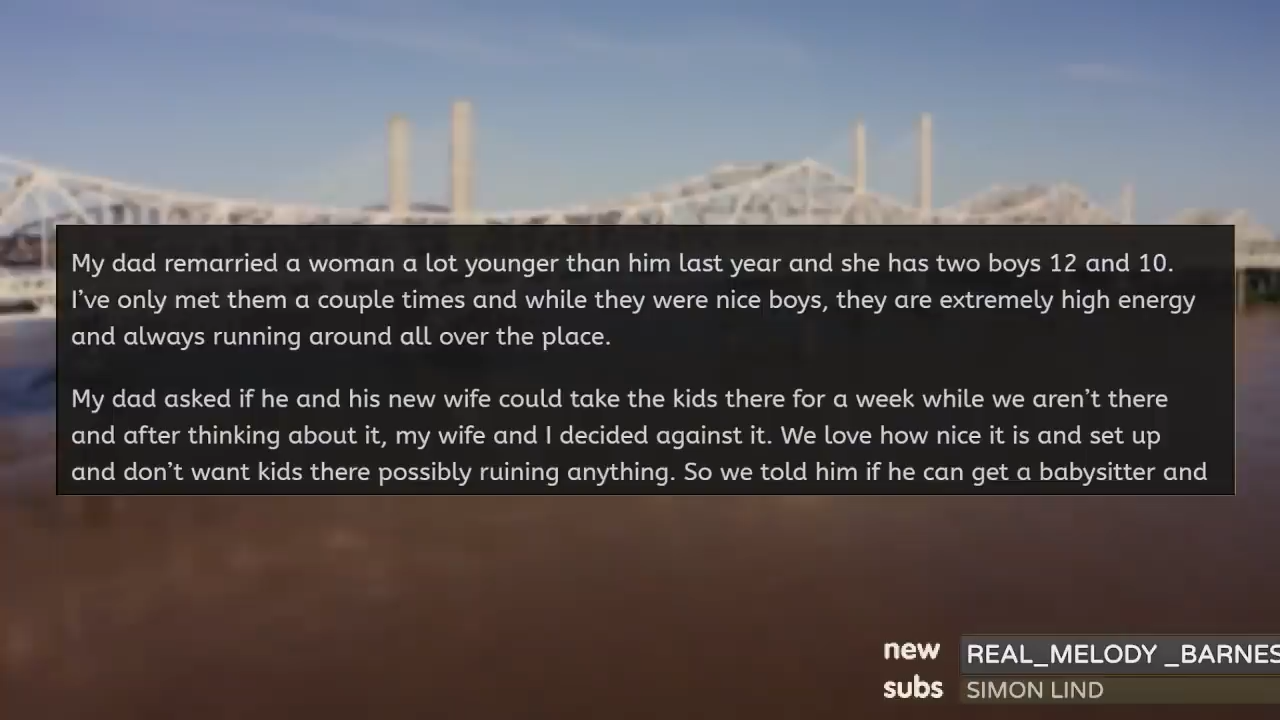 My dad remarried a woman a lot younger than him last year and she has two boys 12 and 10.
I’ve only met them a couple times and while they were nice boys, they are extremely high energy
and always running around all over the place.
My dad asked if he and his new wife could take the kids there for a week while we aren’t there
and after thinking about it, my wife and I decided against it. We love how nice it is and set up
and don’t want kids there possibly ruining anything. So we told him if he can get a babysitter and
new REAL_MELODY _BARNES
subs SIMON LIND